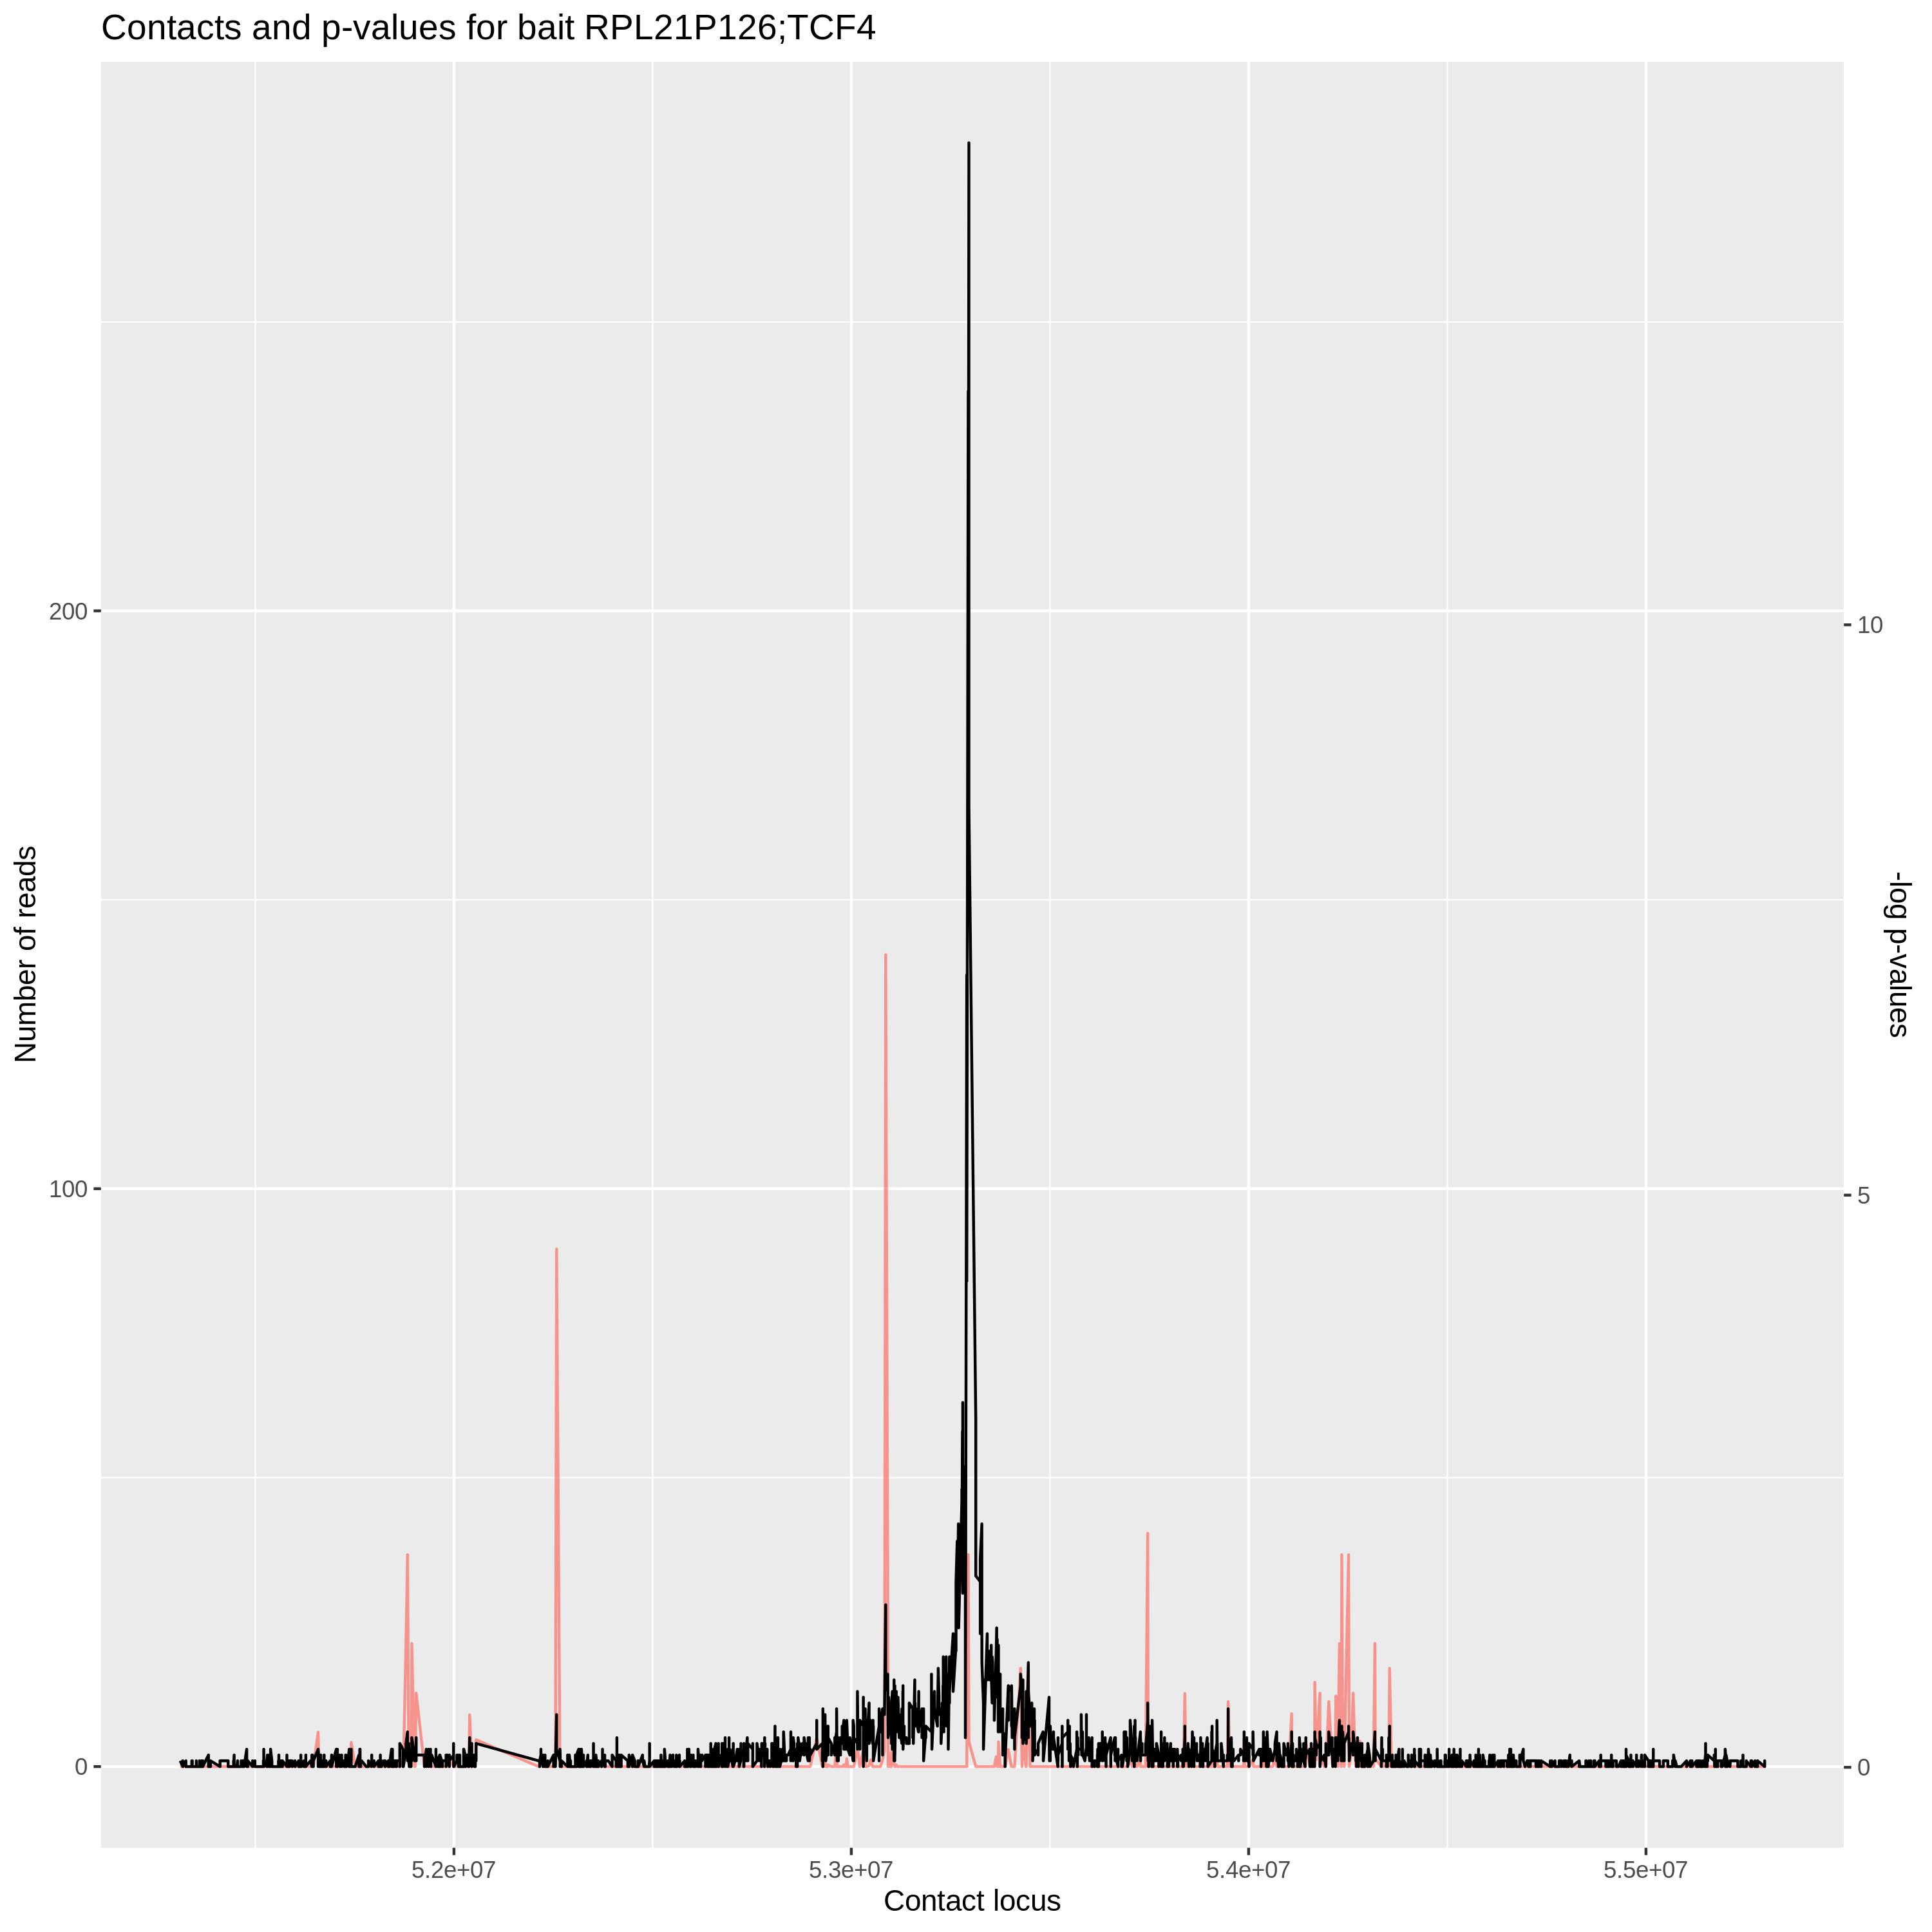 Contacts and p-values for bait RPL21P126;TCF4
Number of reads
200
100
0
10
5
0
-log p-values
5.2e+07
5.3e+07
5.4e+07
5.5e+07
Contact locus